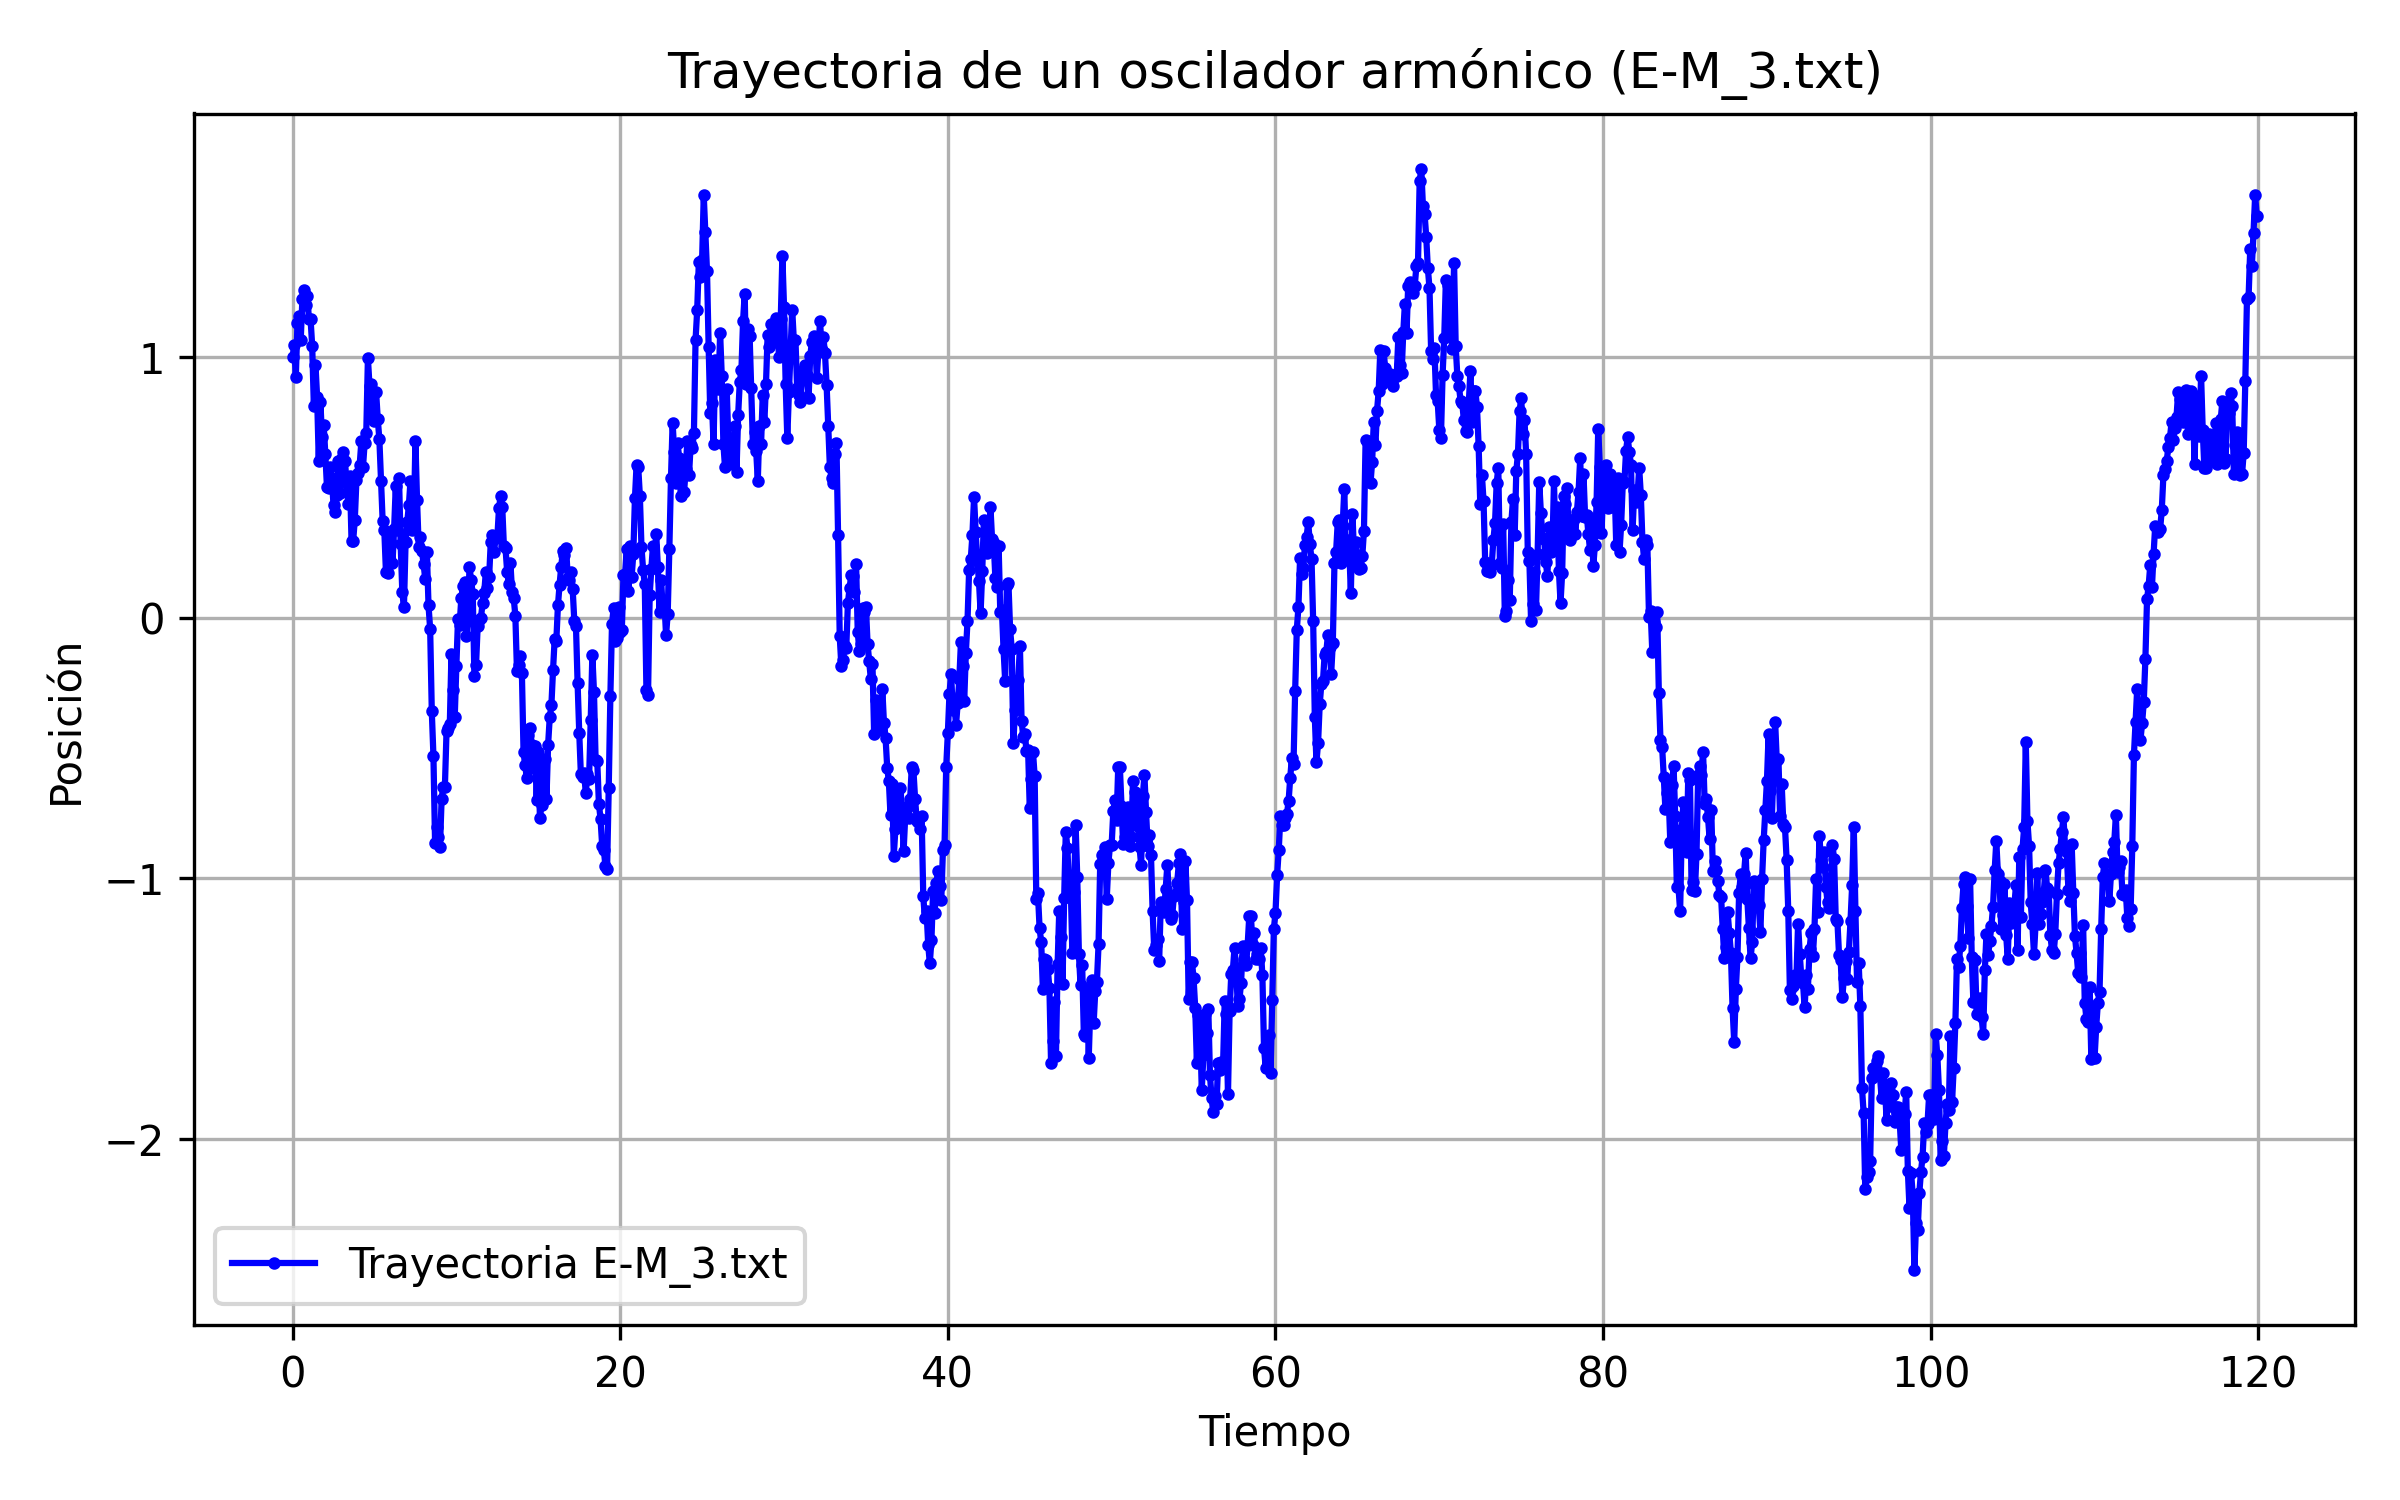 Trayectoria de un oscilador armónico (E-M_3.txt)
Posición
1
0
−1
−2
Trayectoria E-M_3.txt
0 20 40 60 80 100 120
Tiempo